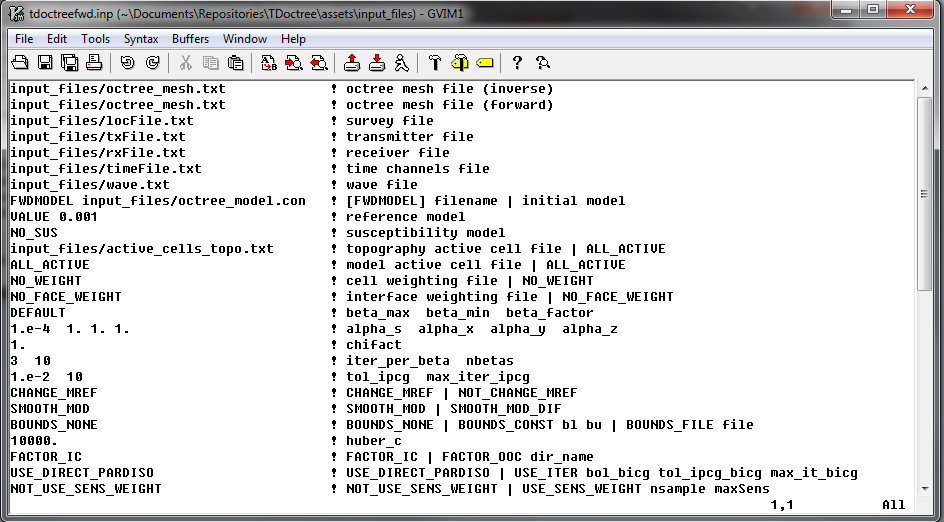 tdoctreefwd.inp (~\Documents\Repositories\TDoctree\assets\input_files) - GVIM1
File Edit Tools Syntax Buffers Window Help
input_files/octree_mesh.txt ! octree mesh file (inverse)
input_files/octree_mesh.txt ! octree mesh file (forward)
input_files/locFile.txt ! survey file
input_files/txFile.txt ! transmitter file
input_files/rxFile.txt ! receiver file
input_files/timeFile.txt ! time channels file
input_files/wave.txt ! wave file
FWDMODEL input_files/octree_model.con ! [FWDMODEL] filename | initial model
VALUE 0.001 ! reference model
NO_SUS ! susceptibility model
input_files/active_cells_topo.txt ! topography active cell file | ALL_ACTIVE
ALL_ACTIVE ! model active cell file | ALL_ACTIVE
NO_WEIGHT ! cell weighting file | NO_WEIGHT
NO_FACE_WEIGHT ! interface weighting file | NO_FACE_WEIGHT
DEFAULT ! beta_max beta_min beta_factor
1.e-4 1. 1. 1. ! alpha_s alpha_x alpha_y alpha_z
1. ! chifact
3 10 ! iter_per_beta nbetas
1.e-2 10 ! tol_ipcg max_iter_ipcg
CHANGE_MREF ! CHANGE_MREF | NOT_CHANGE_MREF
SMOOTH_MOD ! SMOOTH_MOD | SMOOTH_MOD_DIF
BOUNDS_NONE ! BOUNDS_NONE | BOUNDS_CONST bl bu | BOUNDS_FILE file
10000. ! huber_c
FACTOR_IC ! FACTOR_IC | FACTOR_OOC dir_name
USE_DIRECT_PARDISO ! USE_DIRECT_PARDISO | USE_ITER bol_bicg tol_ipcg_bicg max_it_bicg
NOT_USE_SENS_WEIGHT ! NOT_USE_SENS_WEIGHT | USE_SENS_WEIGHT nsample maxSens
1,1 All